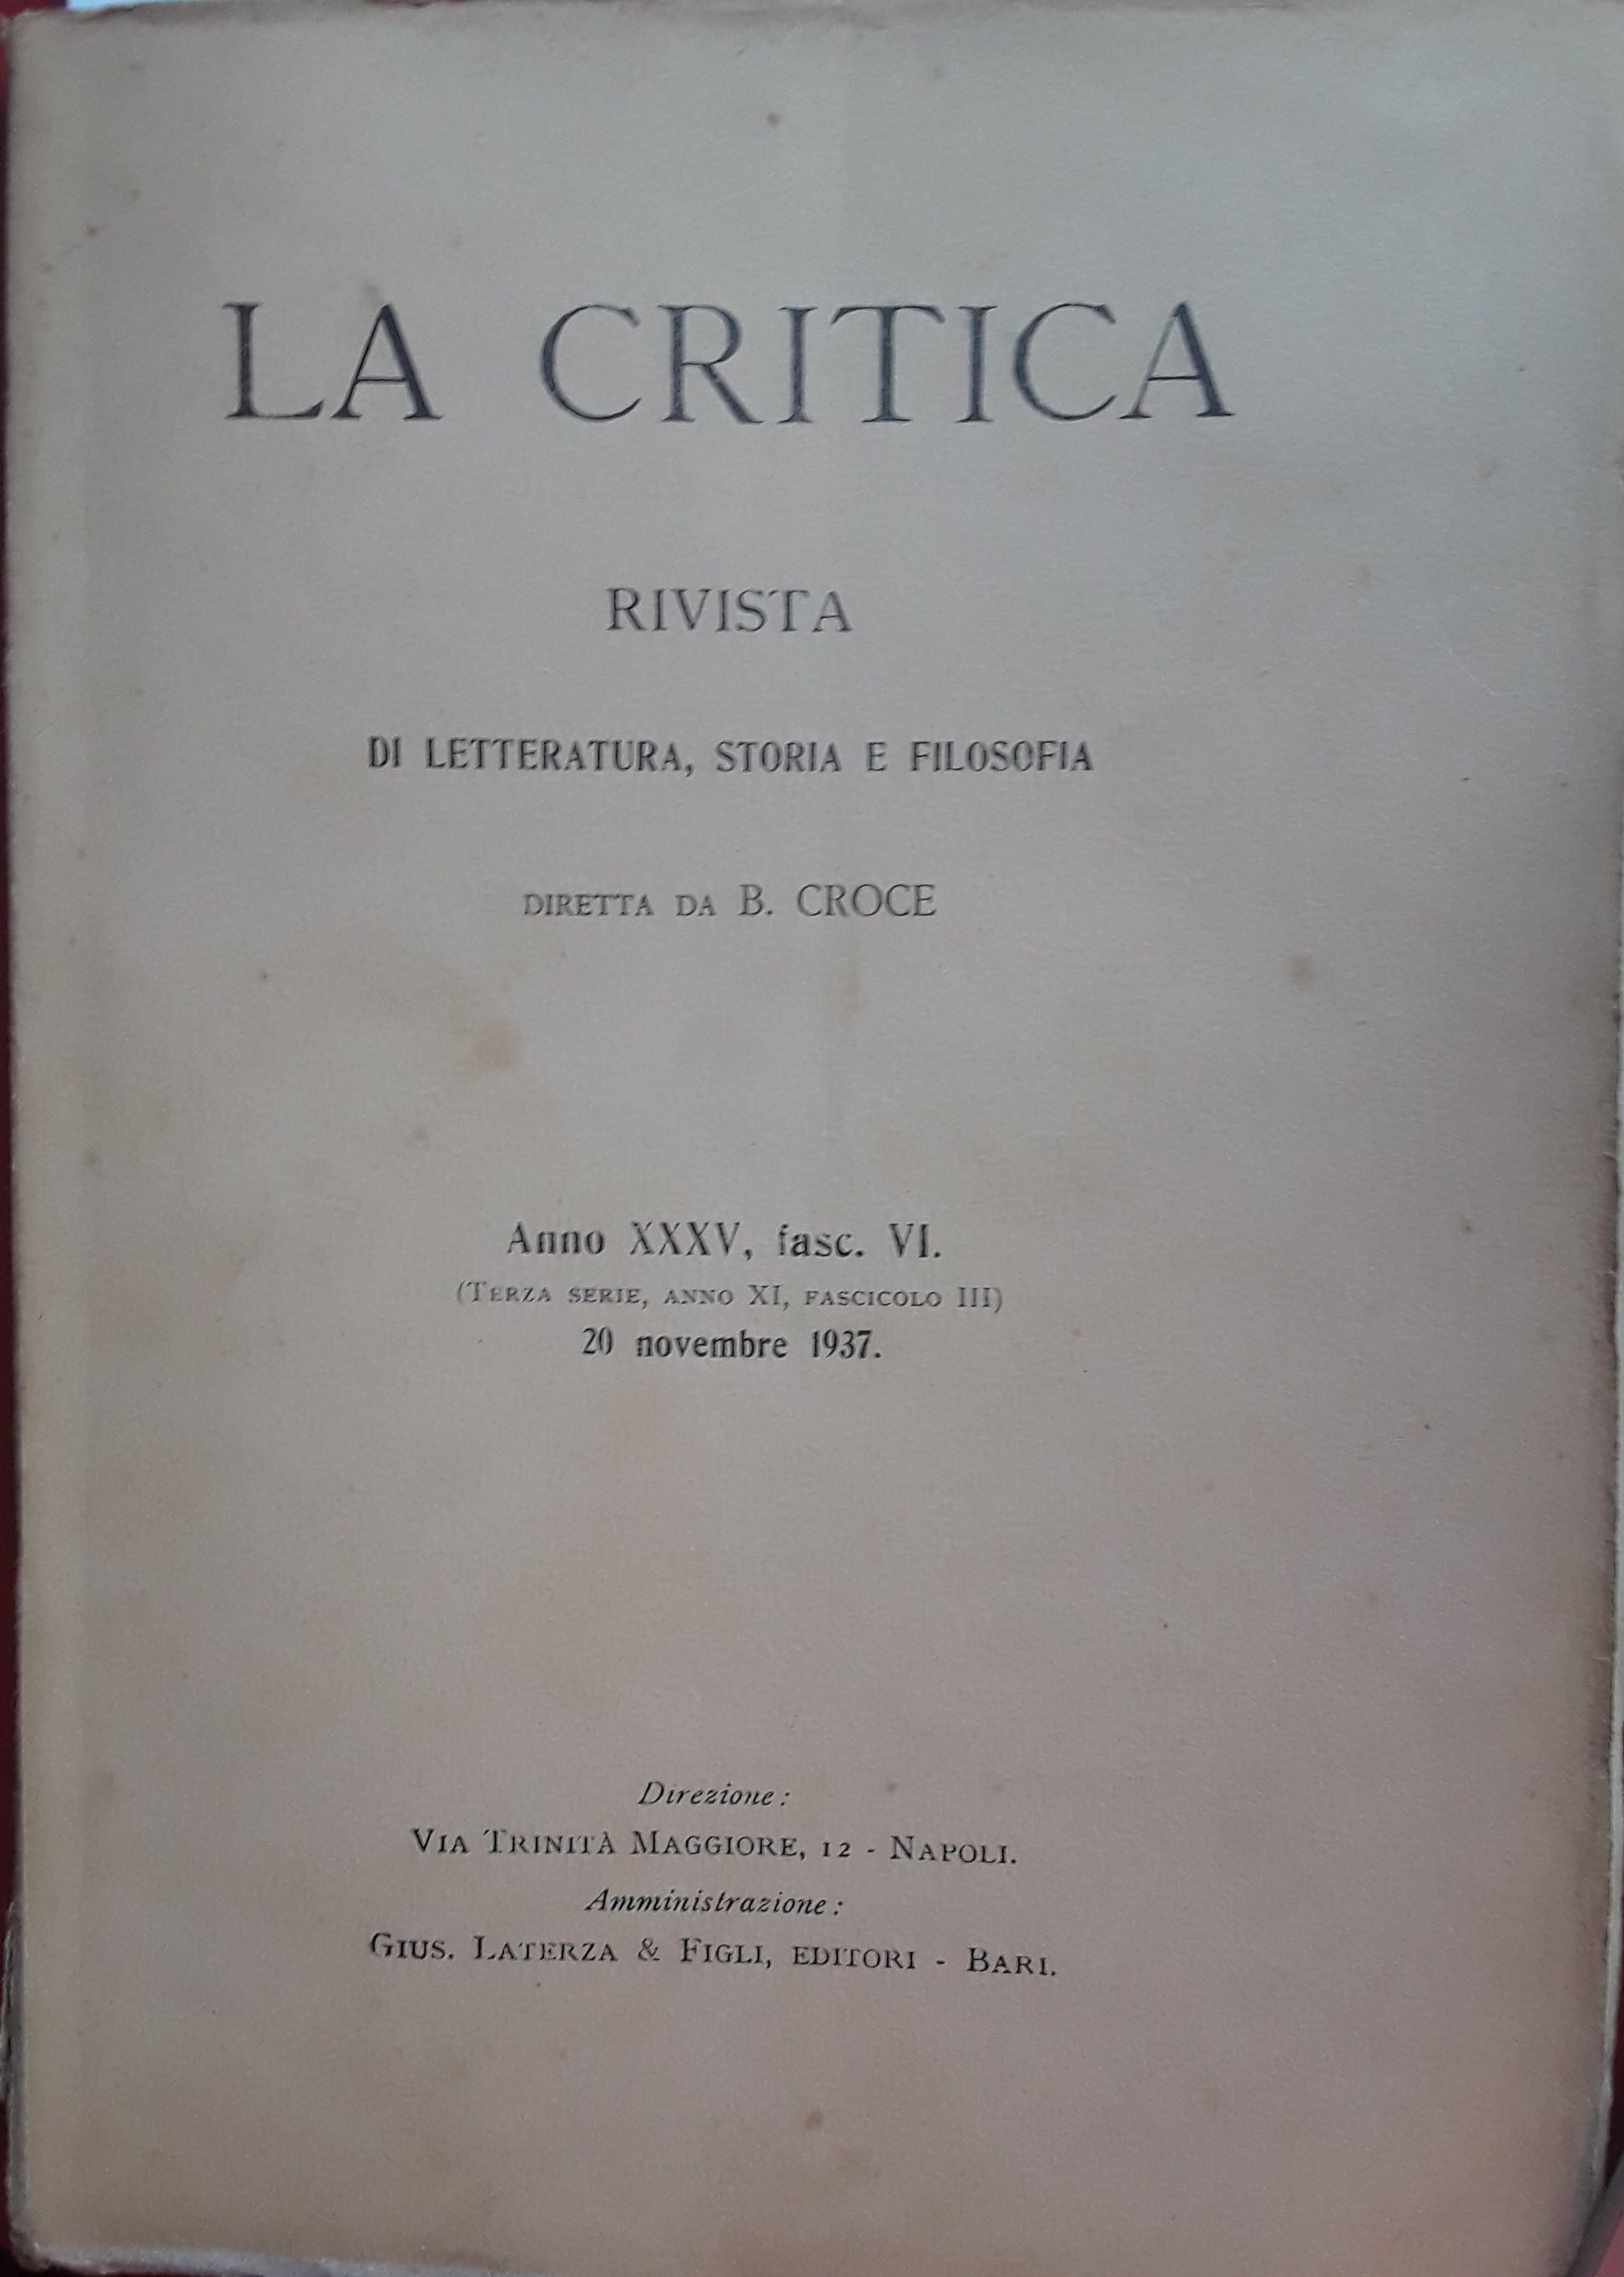 LA CRITICA
RIVISTA
DI LETTERATURA, STORIA E FILOSOFIA
DIRETTA DA B. CROCE
Anno XXXV, fasc. VI.
(TERZA SERIE, ANNO XI, FASCICOLO III)
20 novembre 1937.
Direzione:
VIA TRINITÀ MAGGIORE, 12 - NAPOLI.
Amministrazione:
GIUS. LATERZA & FIGLI, EDITORI - BARI.